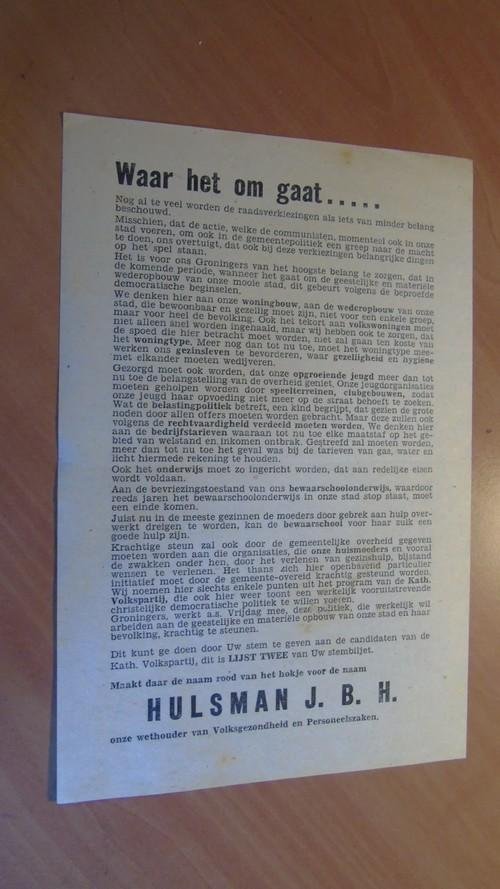 Waar het om gaat.....
Nog al te veel worden de raadsverkiezingen als iets van minder belang
beschouwd.
Misschien, dat de actie, welke de communisten, momenteel ook in onze
stad voeren, om ook in de gemeentepolitiek een greep naar de macht
te doen, ons overtuigt, dat ook bij deze verkiezingen belangrijke dingen
op het spel staan.
Het is voor ons Groningers van het hoogste belang te zorgen, dat in
de komende periode, wanneer het gaat om de geestelijke en materiële
wederopbouw van onze mooie stad, dit gebeurt volgens de beproefde
democratische beginselen.
We denken hier aan onze woningbouw, aan de wederopbouw van onze
stad, die bewoonbaar en gezellig moet zijn, niet voor een enkele groep,
maar voor heel de bevolking. Ook het tekort aan volkswoningen moet
niet alleen snel worden ingehaald, maar wij hebben ook te zorgen, dat
de spoed die hier betracht moet worden, niet zal gaan ten koste van
het woningtype. Meer nog dan tot nu toe, moet het woningtype mee-
werken ons gezinsleven te bevorderen, waar gezelligheid en hygiëne
met elkander moeten wedijveren.
Gezorgd moet ook worden, dat onze opgroeiende jeugd meer dan tot
nu toe de belangstelling van de overheid geniet. Onze jeugdorganisaties
moeten geholpen worden door speelterreinen, clubgebouwen, zodat
onze jeugd haar opvoeding niet meer op de straat behoeft te zoeken.
Wat de belastingpolitiek betreft, een kind begrijpt, dat gezien de grote
noden door allen offers moeten worden gebracht. Maar deze zullen ook
volgens de rechtvaardigheid verdeeld moeten worden. We denken hier
aan de bedrijfstarieven waaraan tot nu toe elke maatstaf op het ge-
bied van welstand en inkomen ontbrak. Gestreefd zal moeten worden,
meer dan tot nu toe het geval was bij de tarieven van gas, water en
licht hiermede rekening te houden.
Ook het onderwijs moet zo ingericht worden, dat aan redelijke eisen
wordt voldaan.
Aan de bevriezingstoestand van ons bewaarschoolonderwijs, waardoor
reeds jaren het bewaarschoolonderwijs in onze stad stop staat, moet
een einde komen.
Juist nu in de meeste gezinnen de moeders door gebrek aan hulp over-
werkt dreigen te worden, kan de bewaarschool voor haar zulk een
goede hulp zijn.
Krachtige steun zal ook door de gemeentelijke overheid gegeven
moeten worden aan die organisaties, die onze huismoeders en vooral
de zwakken onder hen, door het verlenen van gezinshulp, bijstand
wensen te verlenen. Het thans zich hier openbarend particulier
initiatief moet door de gemeente-overeid krachtig gesteund worden.
Wij noemen hier slechts enkele punten uit het program van de Kath.
Volkspartij, die ook hier weer toont een werkelijk vooruitstrevende
christelijke democratische politiek te willen voeren.
Groningers, werkt a.s. Vrijdag mee, deze politiek, die werkelijk wil
arbeiden aan de geestelijke en materiële opbouw van onze stad en haar
bevolking, krachtig te steunen.
Dit kunt ge doen door Uw stem te geven aan de candidaten van de
Kath. Volkspartij, dit is LIJST TWEE van Uw stembiljet.
Maakt daar de naam rood van het hokje voor de naam
HULSMAN J. B. H.
onze wethouder van Volksgezondheid en Personeelszaken.